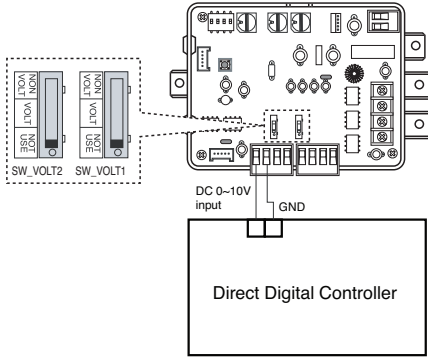 NON VOLT
VOLT
NOT USE
NON VOLT
VOLT
NOT USE
SW_VOLT2
SW_VOLT1
DC 0~10V
input
GND
Direct Digital Controller